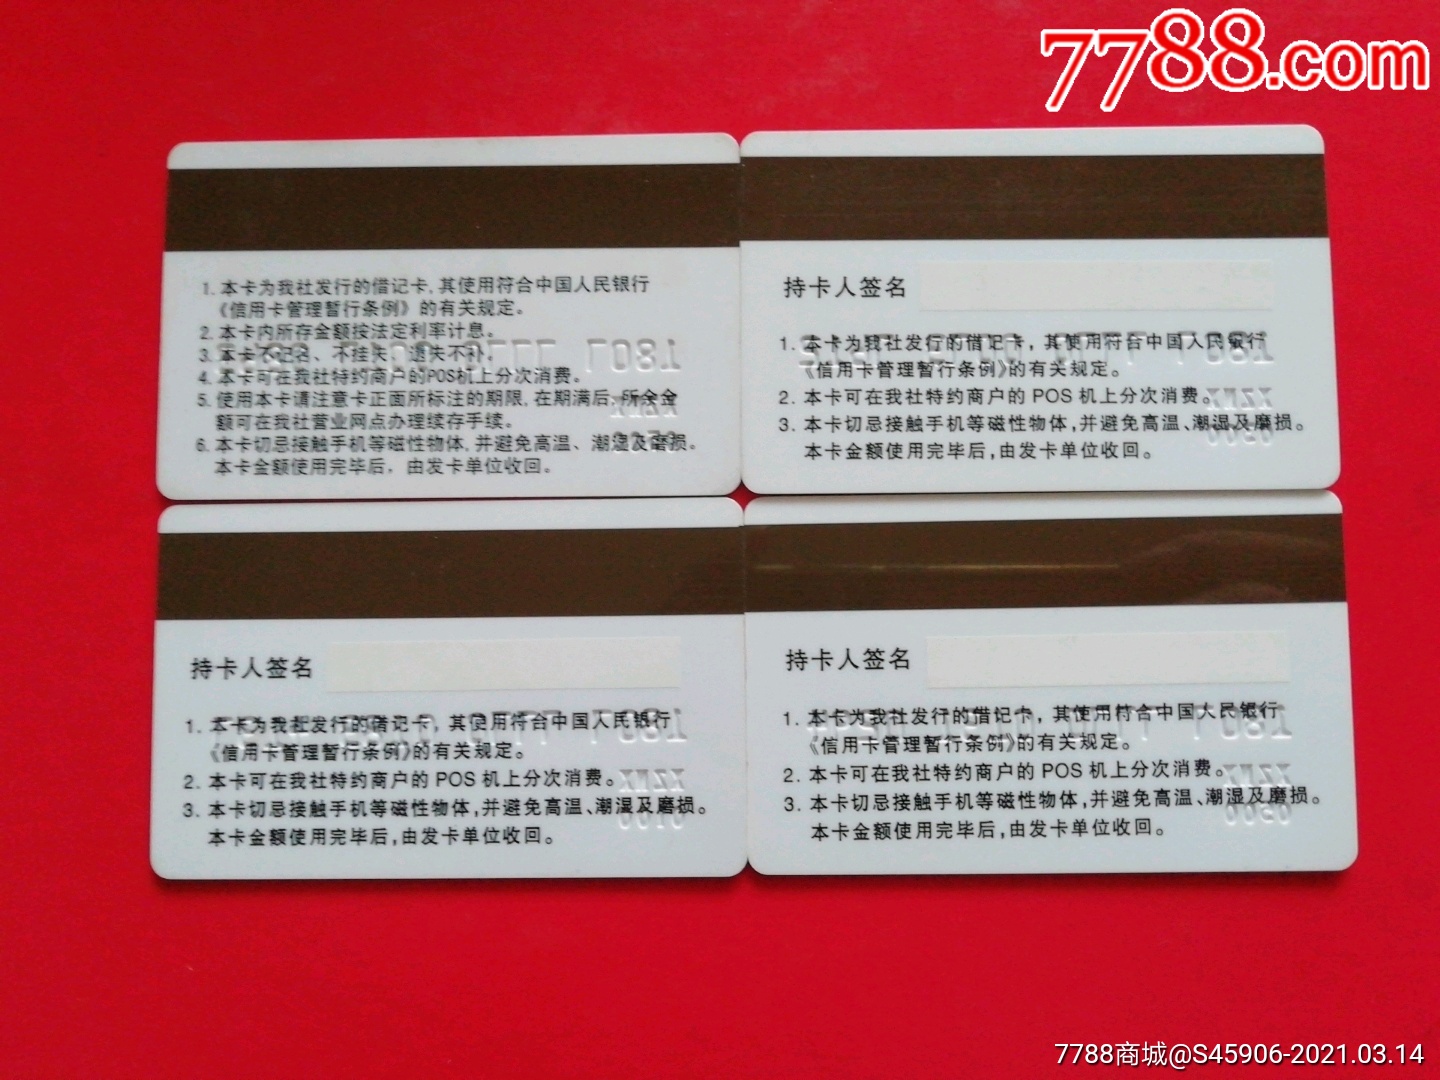 7788.com
1. 本卡为我社发行的借记卡,其使用符合中国人民银行
《信用卡管理暂行条例》的有关规定。
2. 本卡内所存金额按法定利率计息。
3. 本卡不记名、不挂失、遗失不补。
4. 本卡可在我社特约商户的POS机上分次消费。
5. 使用本卡请注意卡正面所标注的期限,在期满后,所余金
额可在我社营业网点办理续存手续。
6. 本卡切忌接触手机等磁性物体,并避免高温、潮湿及磨损。
本卡金额使用完毕后,由发卡单位收回。
持卡人签名
1. 本卡为我社发行的借记卡,其使用符合中国人民银行
《信用卡管理暂行条例》的有关规定。
2. 本卡可在我社特约商户的 POS 机上分次消费。
3. 本卡切忌接触手机等磁性物体,并避免高温、潮湿及磨损。
本卡金额使用完毕后,由发卡单位收回。
持卡人签名
1. 本卡为我社发行的借记卡,其使用符合中国人民银行
《信用卡管理暂行条例》的有关规定。
2. 本卡可在我社特约商户的 POS 机上分次消费。
3. 本卡切忌接触手机等磁性物体,并避免高温、潮湿及磨损。
本卡金额使用完毕后,由发卡单位收回。
持卡人签名
1. 本卡为我社发行的借记卡,其使用符合中国人民银行
《信用卡管理暂行条例》的有关规定。
2. 本卡可在我社特约商户的 POS 机上分次消费。
3. 本卡切忌接触手机等磁性物体,并避免高温、潮湿及磨损。
本卡金额使用完毕后,由发卡单位收回。
7788商城@S45906-2021.03.14